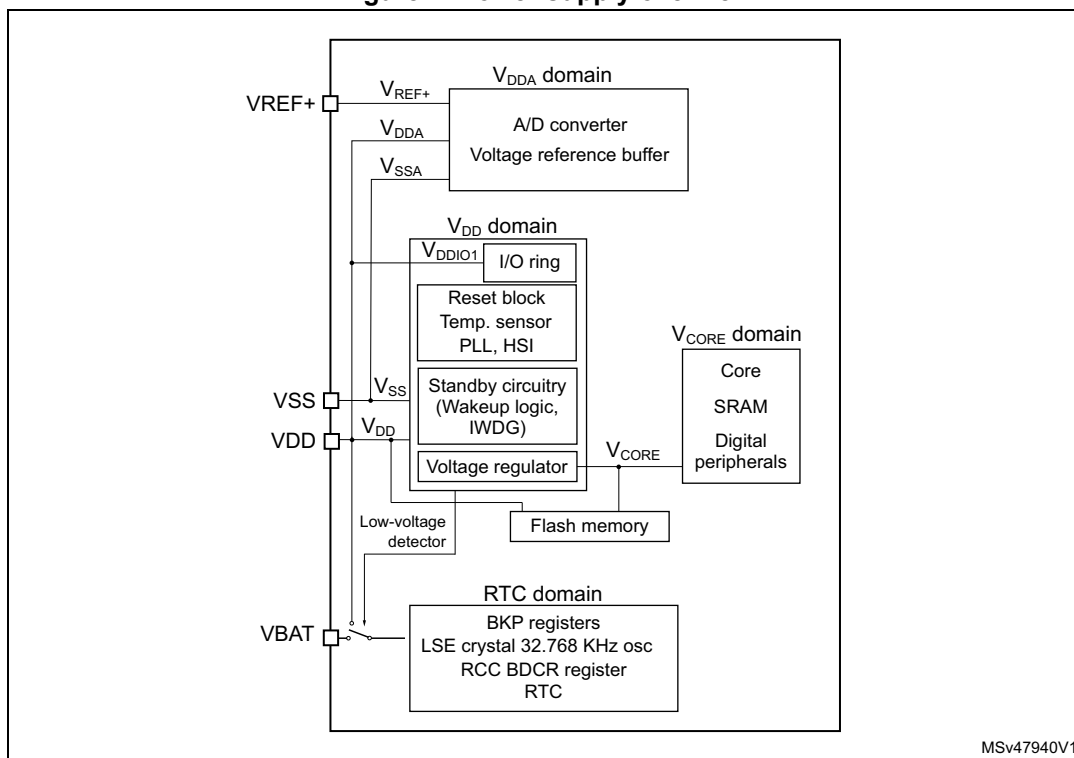 VDDA domain
VREF+
VREF+
A/D converter
Voltage reference buffer
VDDA
VSSA
VDD domain
VDDIO1
I/O ring
Reset block
Temp. sensor
PLL, HSI
VCORE domain
Core
SRAM
Digital
peripherals
VSS
VSS
Standby circuitry
(Wakeup logic,
IWDG)
VDD
VDD
Voltage regulator
VCORE
Flash memory
Low-voltage
detector
RTC domain
VBAT
BKP registers
LSE crystal 32.768 KHz osc
RCC BDCR register
RTC
MSv47940V1